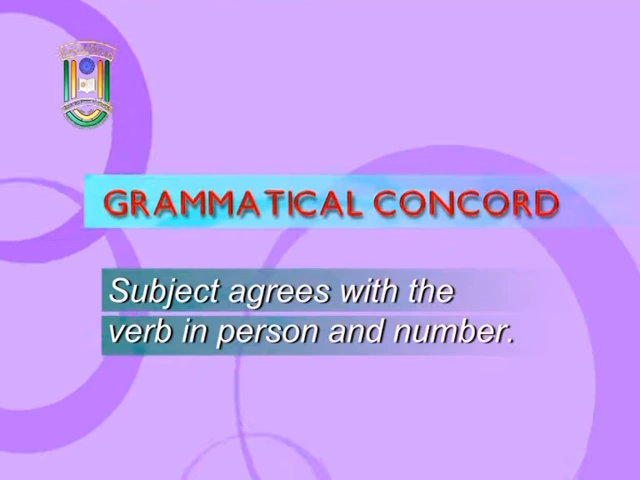 GRAMMATICAL CONCORD
Subject agrees with the
verb in person and number.